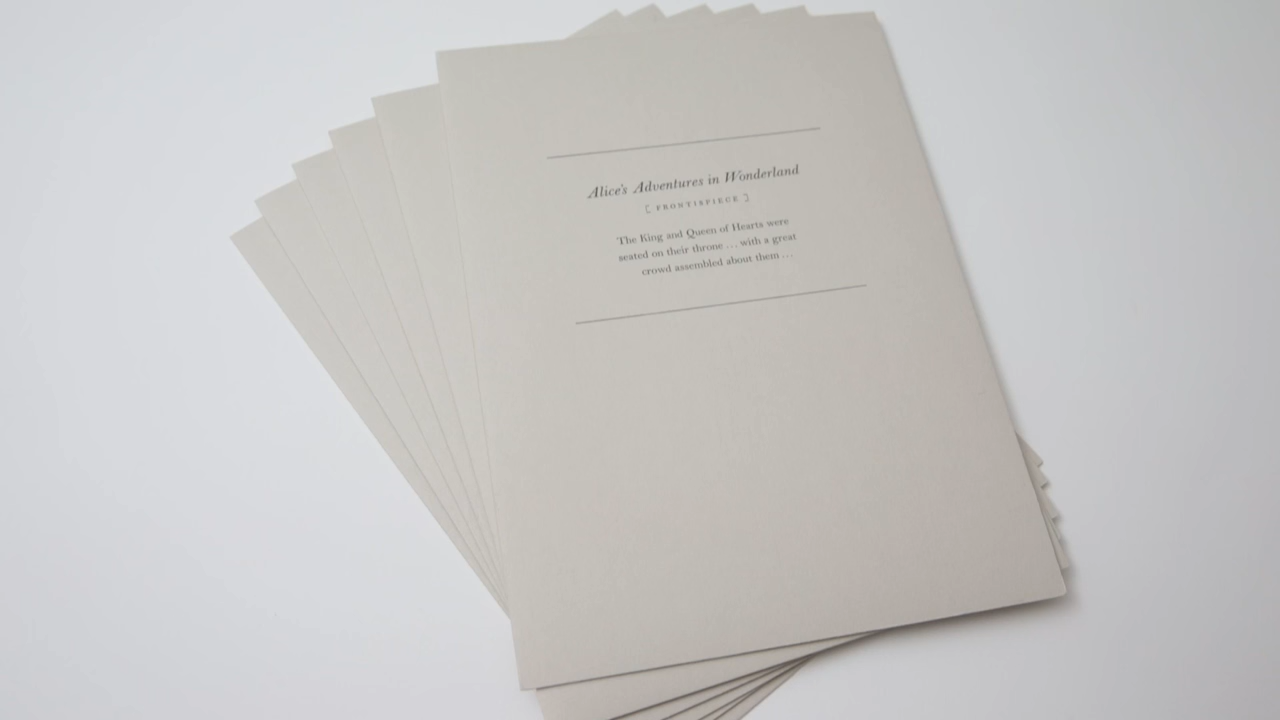 Alice's Adventures in Wonderland
[ FRONTISPIECE ]
The King and Queen of Hearts were
seated on their throne ... with a great
crowd assembled about them ...